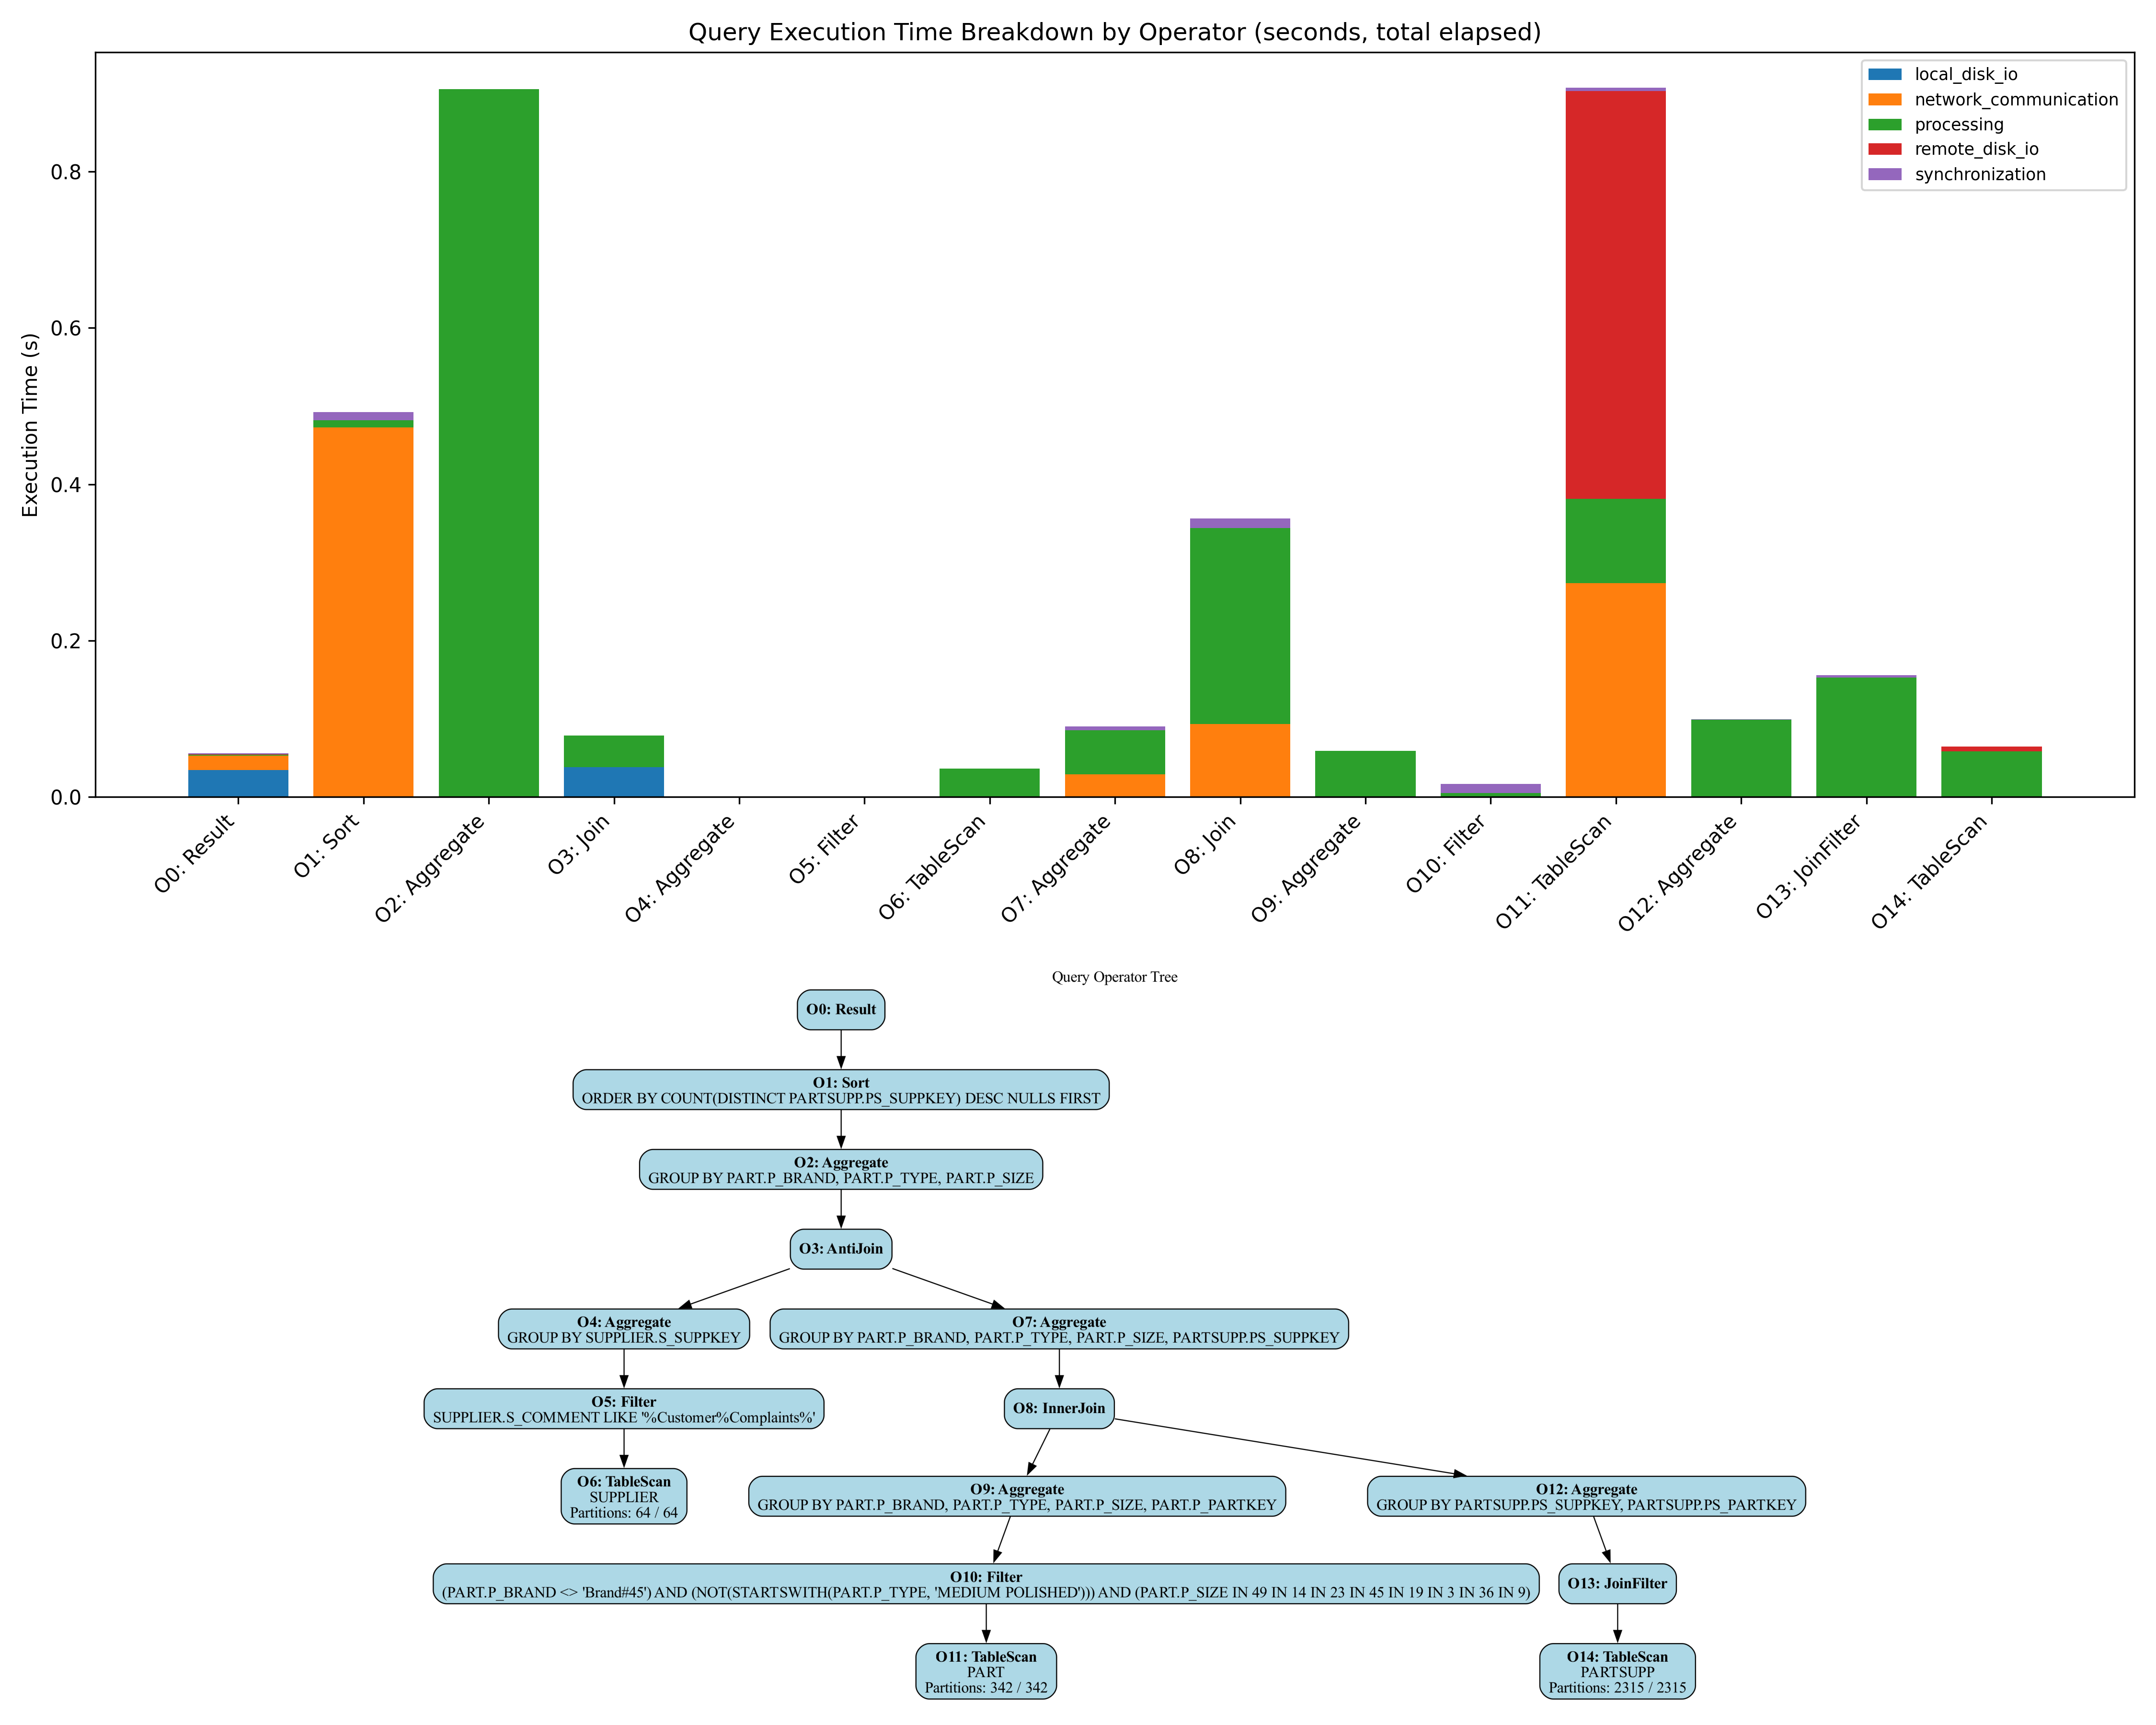 Query Execution Time Breakdown by Operator (seconds, total elapsed)
local_disk_io
network_communication
processing
remote_disk_io
synchronization
Execution Time (s)
0.8
0.6
0.4
0.2
0.0
O0: Result
O1: Sort
O2: Aggregate
O3: Join
O4: Aggregate
O5: Filter
O6: TableScan
O7: Aggregate
O8: Join
O9: Aggregate
O10: Filter
O11: TableScan
O12: Aggregate
O13: JoinFilter
O14: TableScan
Query Operator Tree
O0: Result
O1: Sort
ORDER BY COUNT(DISTINCT PARTSUPP.PS_SUPPKEY) DESC NULLS FIRST
O2: Aggregate
GROUP BY PART.P_BRAND, PART.P_TYPE, PART.P_SIZE
O3: AntiJoin
O4: Aggregate
GROUP BY SUPPLIER.S_SUPPKEY
O7: Aggregate
GROUP BY PART.P_BRAND, PART.P_TYPE, PART.P_SIZE, PARTSUPP.PS_SUPPKEY
O5: Filter
SUPPLIER.S_COMMENT LIKE '%Customer%Complaints%'
O8: InnerJoin
O6: TableScan
SUPPLIER
Partitions: 64 / 64
O9: Aggregate
GROUP BY PART.P_BRAND, PART.P_TYPE, PART.P_SIZE, PART.P_PARTKEY
O12: Aggregate
GROUP BY PARTSUPP.PS_SUPPKEY, PARTSUPP.PS_PARTKEY
O10: Filter
(PART.P_BRAND <> 'Brand#45') AND (NOT(STARTSWITH(PART.P_TYPE, 'MEDIUM POLISHED'))) AND (PART.P_SIZE IN 49 IN 14 IN 23 IN 45 IN 19 IN 3 IN 36 IN 9)
O13: JoinFilter
O11: TableScan
PART
Partitions: 342 / 342
O14: TableScan
PARTSUPP
Partitions: 2315 / 2315